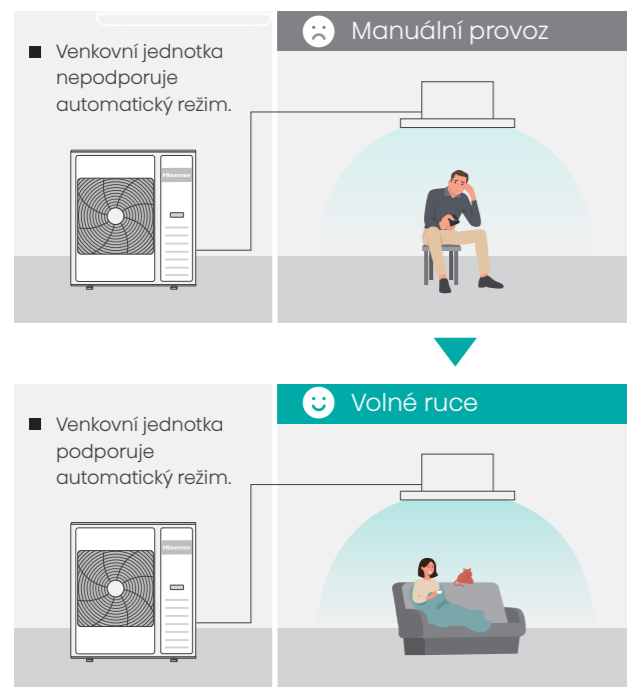 Manuální provoz
Venkovní jednotka
nepodporuje
automatický režim.
Hisense
Volné ruce
Venkovní jednotka
podporuje
automatický režim.
Hisense